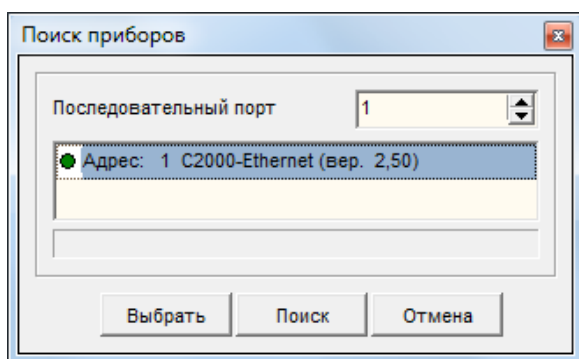 Поиск приборов
Последовательный порт 1
Адрес: 1 С2000-Ethernet (вер. 2,50)
Выбрать Поиск Отмена